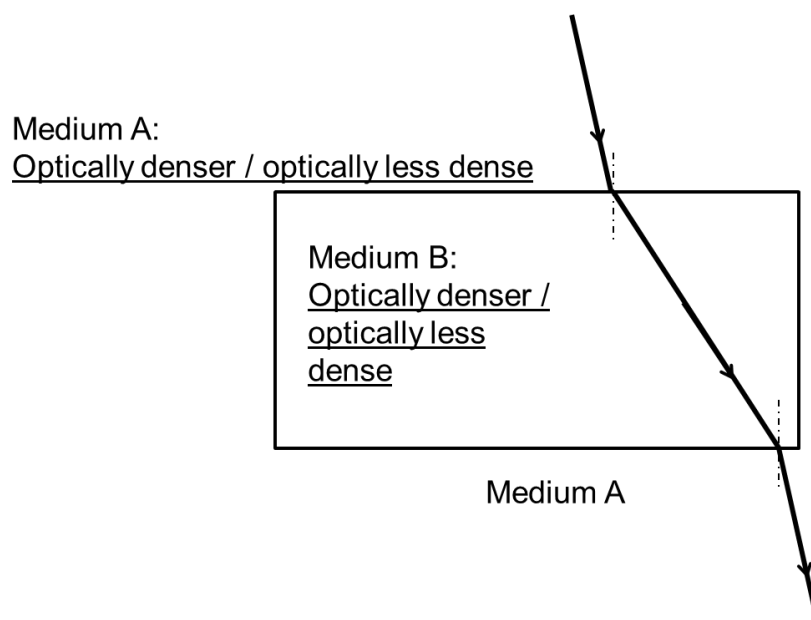 Medium A:
Optically denser / optically less dense
Medium B:
Optically denser /
optically less
dense
Medium A